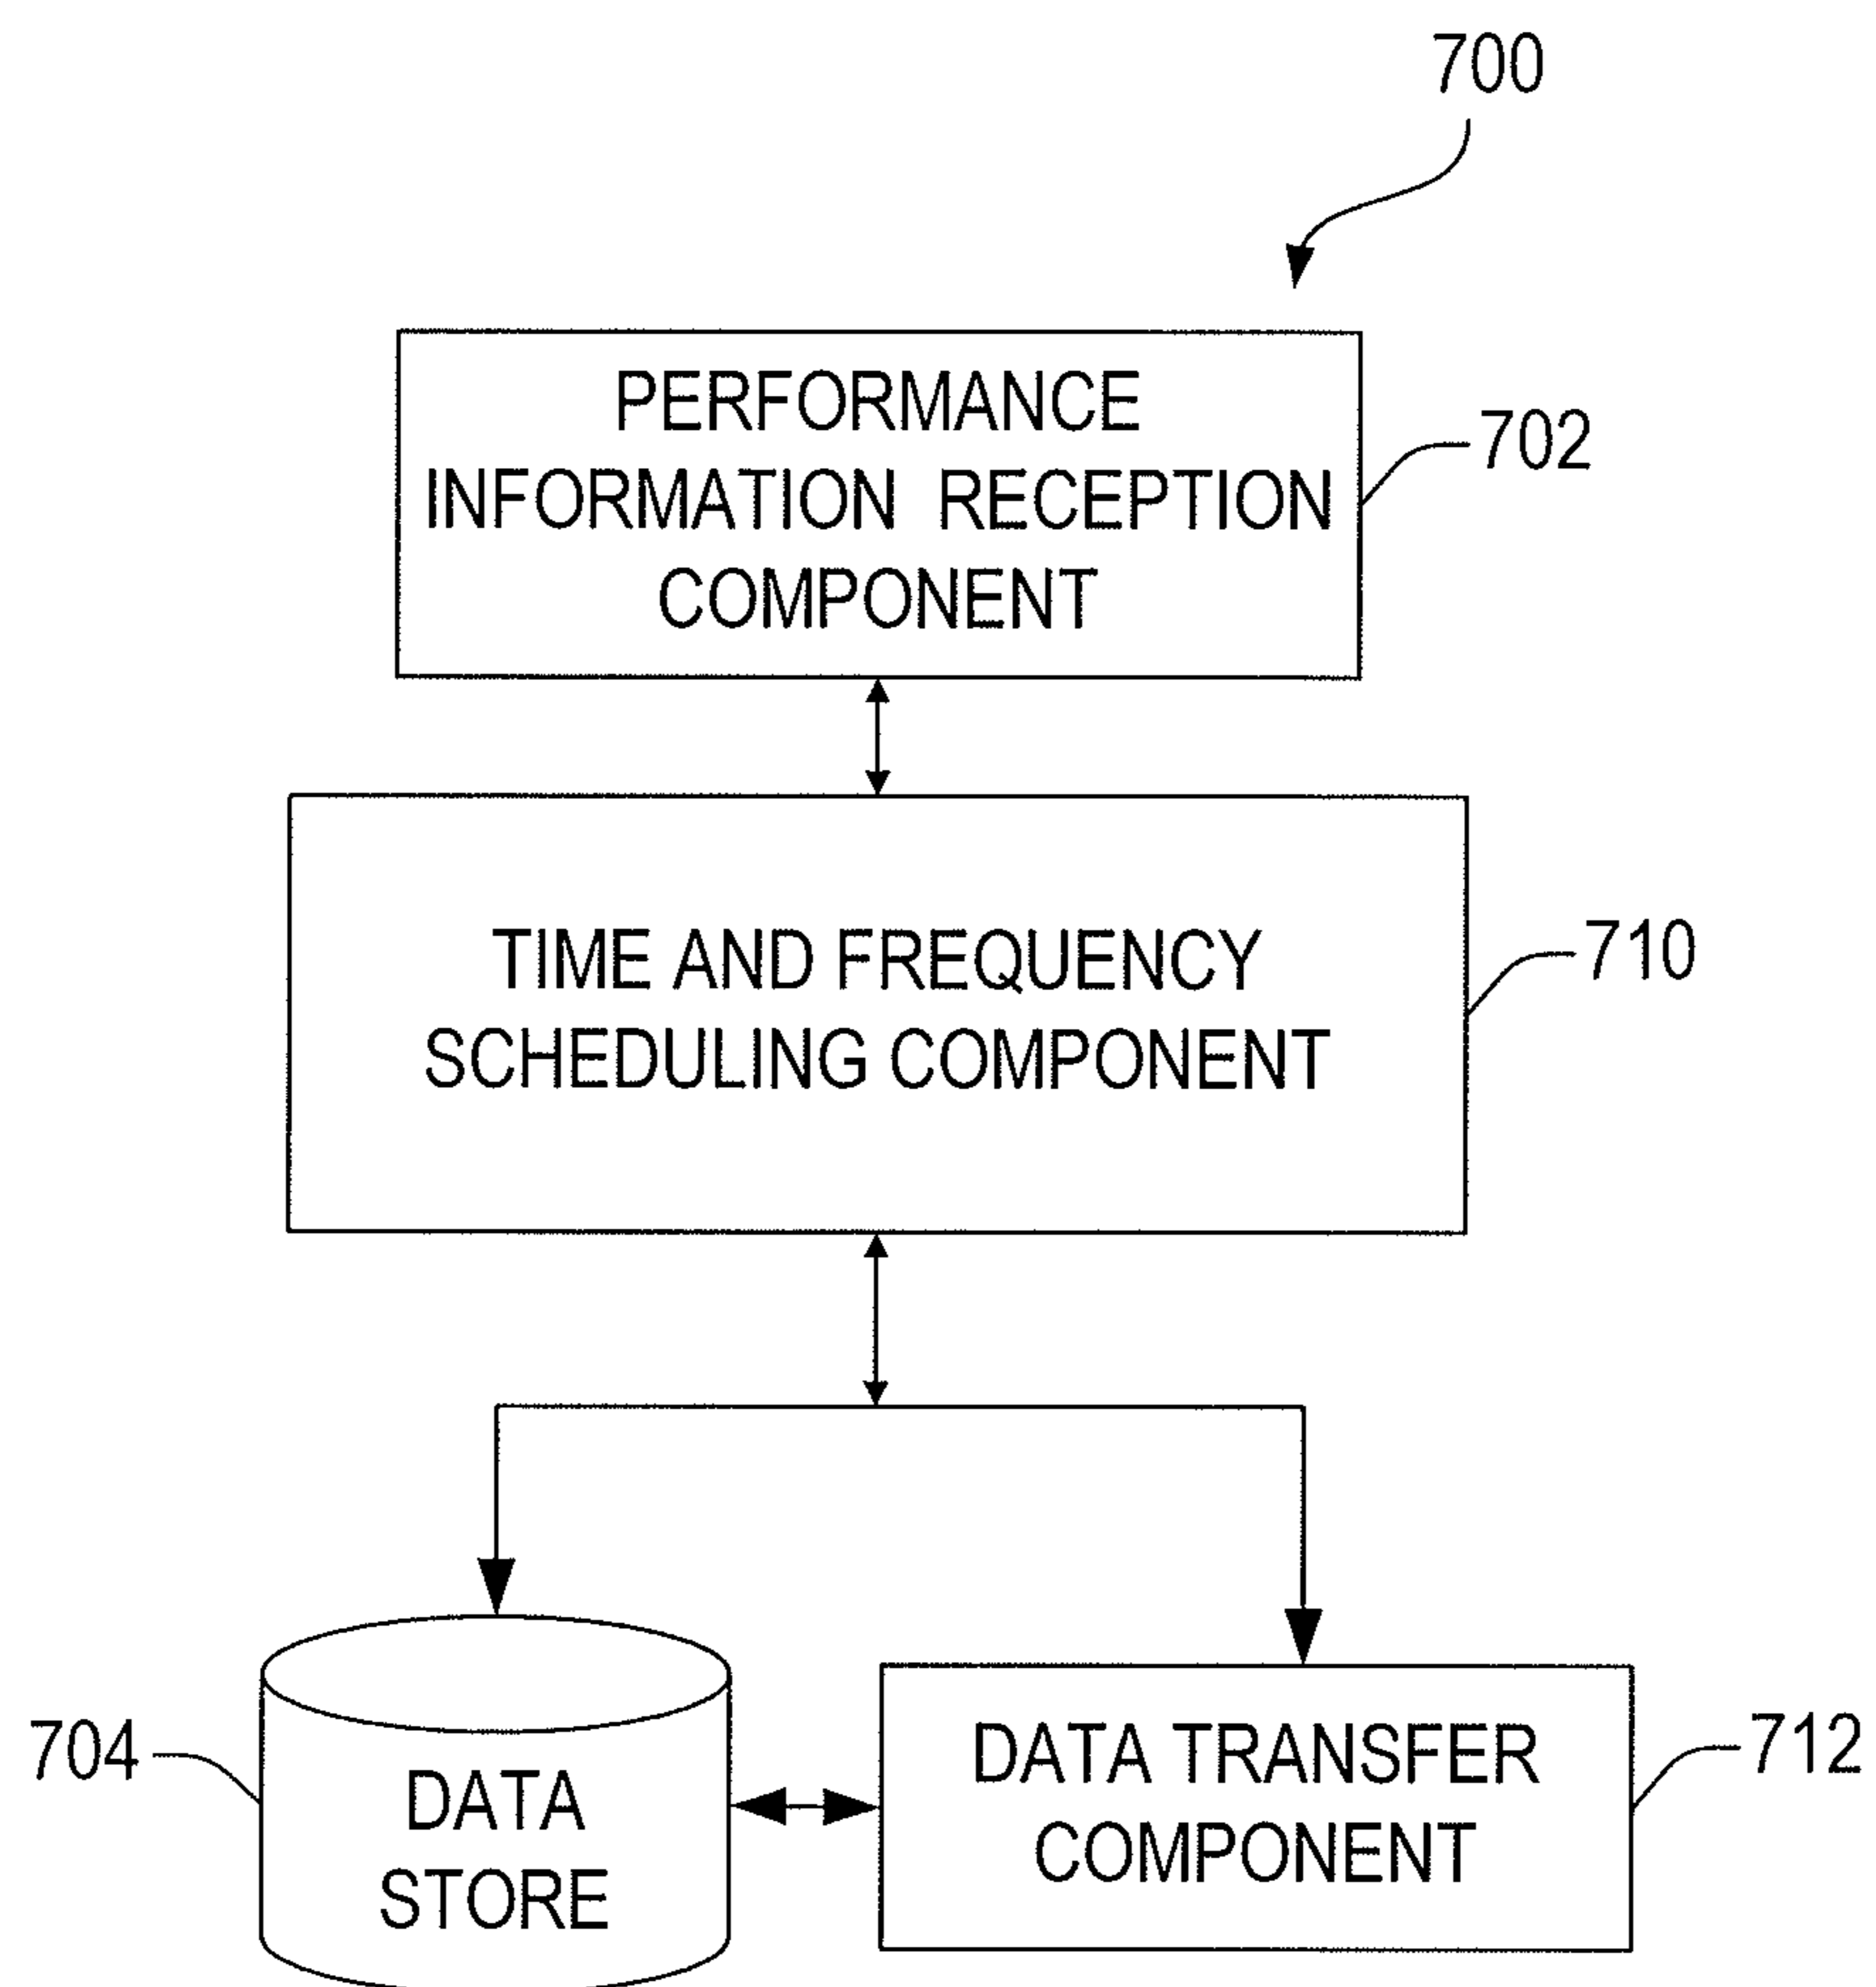 700
PERFORMANCE
INFORMATION RECEPTION
COMPONENT
702
TIME AND FREQUENCY
SCHEDULING COMPONENT
710
704
DATA
STORE
DATA TRANSFER
COMPONENT
712